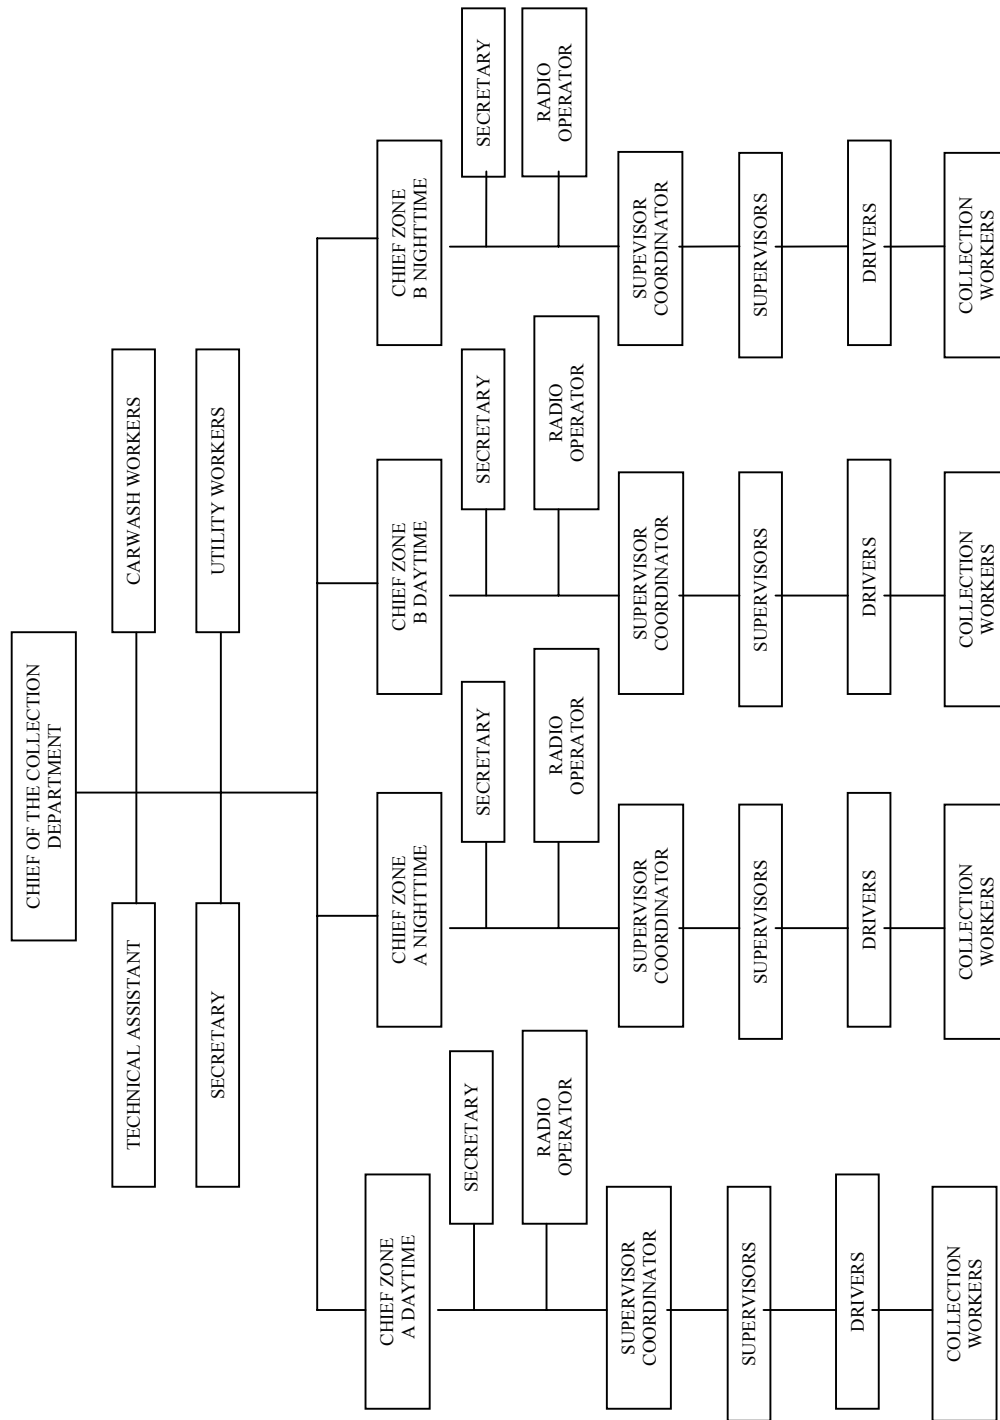 CHIEF OF THE COLLECTION
DEPARTMENT
TECHNICAL ASSISTANT
CARWASH WORKERS
SECRETARY
UTILITY WORKERS
CHIEF ZONE
A DAYTIME
SECRETARY
RADIO
OPERATOR
SUPERVISOR
COORDINATOR
SUPERVISORS
DRIVERS
COLLECTION
WORKERS
CHIEF ZONE
A NIGHTTIME
SECRETARY
RADIO
OPERATOR
SUPERVISOR
COORDINATOR
SUPERVISORS
DRIVERS
COLLECTION
WORKERS
CHIEF ZONE
B DAYTIME
SECRETARY
RADIO
OPERATOR
SUPERVISOR
COORDINATOR
SUPERVISORS
DRIVERS
COLLECTION
WORKERS
CHIEF ZONE
B NIGHTTIME
SECRETARY
RADIO
OPERATOR
SUPEVISOR
COORDINATOR
SUPERVISORS
DRIVERS
COLLECTION
WORKERS